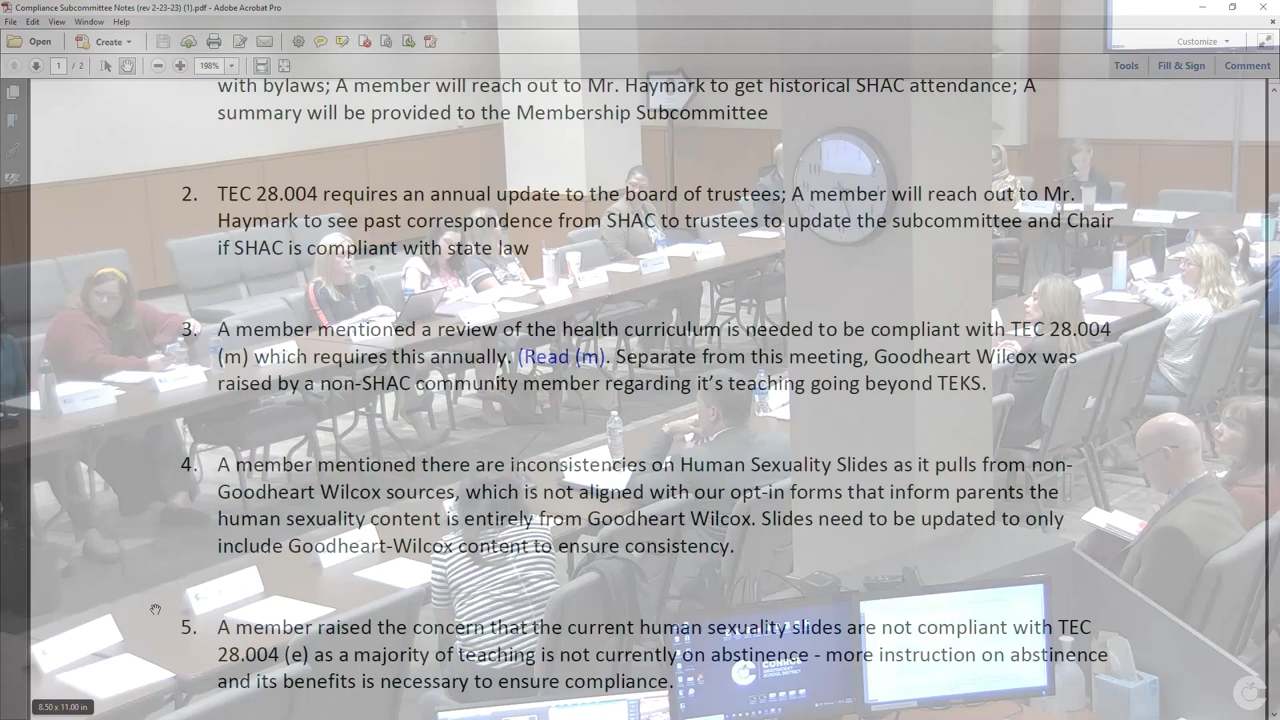 Compliance Subcommittee Notes (rev 2-23-23) (1).pdf - Adobe Acrobat Pro
File Edit View Window Help
Open Create Customize
1 / 2 198% Tools Fill & Sign Comment
with bylaws; A member will reach out to Mr. Haymark to get historical SHAC attendance; A
summary will be provided to the Membership Subcommittee
2. TEC 28.004 requires an annual update to the board of trustees; A member will reach out to Mr.
Haymark to see past correspondence from SHAC to trustees to update the subcommittee and Chair
if SHAC is compliant with state law
3. A member mentioned a review of the health curriculum is needed to be compliant with TEC 28.004
(m) which requires this annually. (Read (m). Separate from this meeting, Goodheart Wilcox was
raised by a non-SHAC community member regarding it's teaching going beyond TEKS.
4. A member mentioned there are inconsistencies on Human Sexuality Slides as it pulls from non-
Goodheart Wilcox sources, which is not aligned with our opt-in forms that inform parents the
human sexuality content is entirely from Goodheart Wilcox. Slides need to be updated to only
include Goodheart-Wilcox content to ensure consistency.
5. A member raised the concern that the current human sexuality slides are not compliant with TEC
28.004 (e) as a majority of teaching is not currently on abstinence - more instruction on abstinence
and its benefits is necessary to ensure compliance.
CONROE
INDEPENDENT
SCHOOL DISTRICT
8.50 x 11.00 in